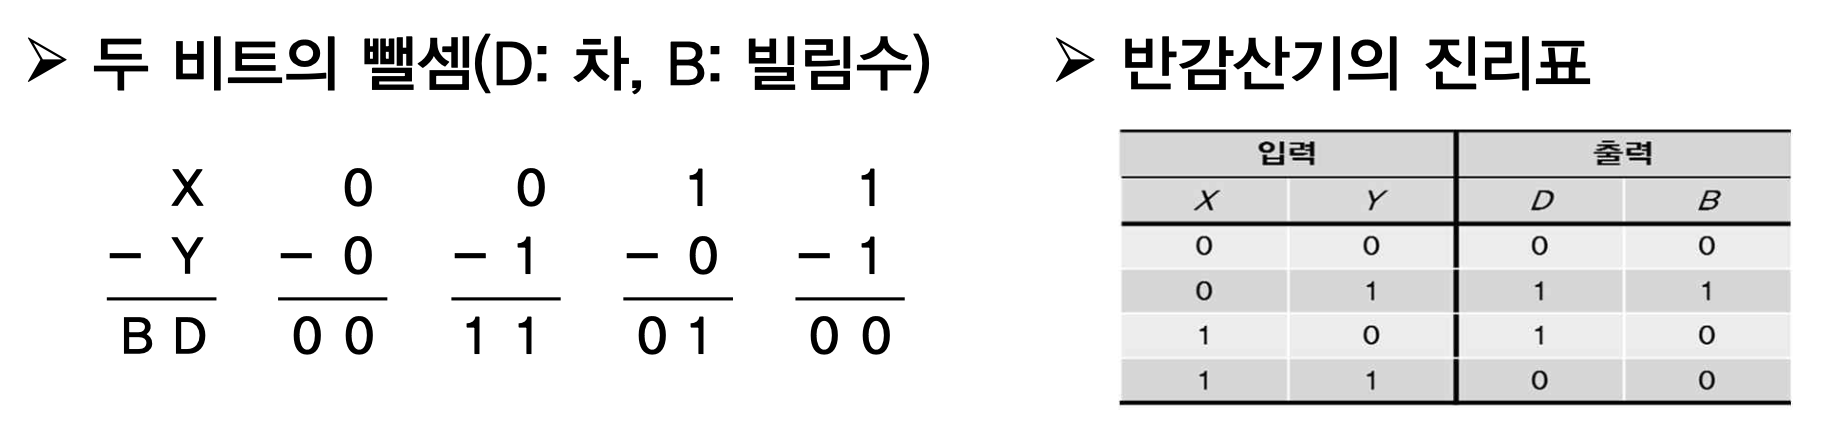 ➢ 두 비트의 뺄셈(D: 차, B: 빌림수)
X 0 0 1 1
− Y − 0 − 1 − 0 − 1
B D 0 0 1 1 0 1 0 0
➢ 반감산기의 진리표
입력 출력
X Y D B
0 0 0 0
0 1 1 1
1 0 1 0
1 1 0 0